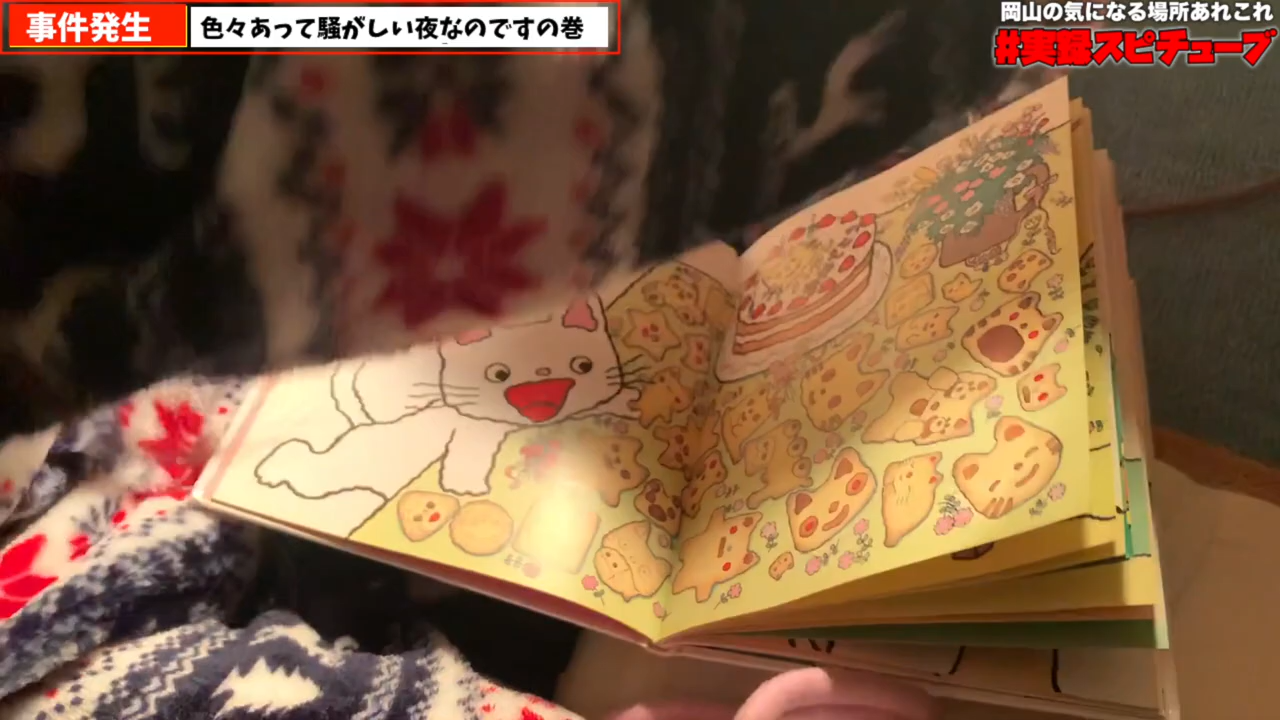 事件発生
色々あって騒がしい夜なのですの巻
岡山の気になる場所あれこれ
#実録スピチューブ